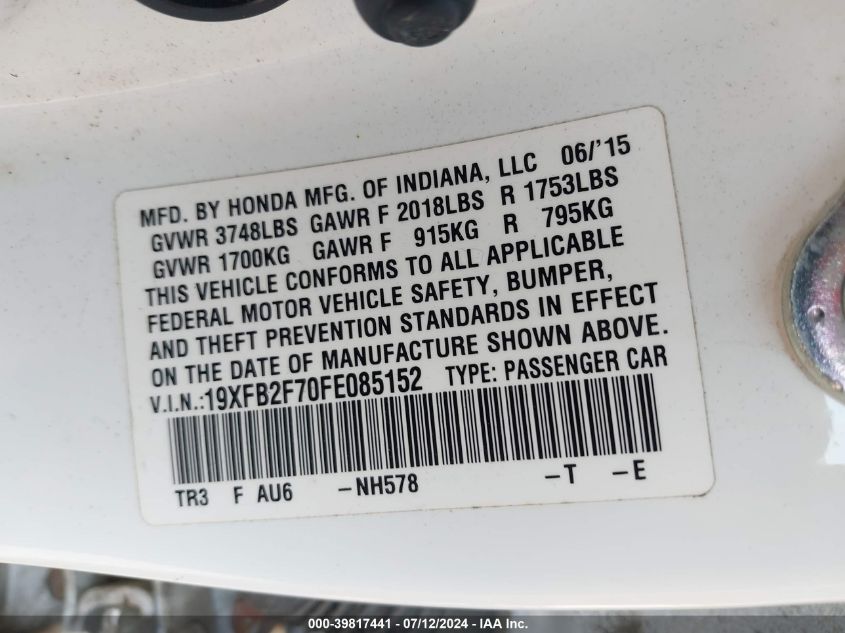 MFD. BY HONDA MFG. OF INDIANA, LLC 06/'15
GVWR 3748LBS GAWR F 2018LBS R 1753LBS
GVWR 1700KG GAWR F 915KG R 795KG
THIS VEHICLE CONFORMS TO ALL APPLICABLE
FEDERAL MOTOR VEHICLE SAFETY, BUMPER,
AND THEFT PREVENTION STANDARDS IN EFFECT
ON THE DATE OF MANUFACTURE SHOWN ABOVE.
V.I.N.:19XFB2F70FE085152 TYPE: PASSENGER CAR
TR3 F AU6 –NH578 –T –E
000-39817441 - 07/12/2024 - IAA Inc.